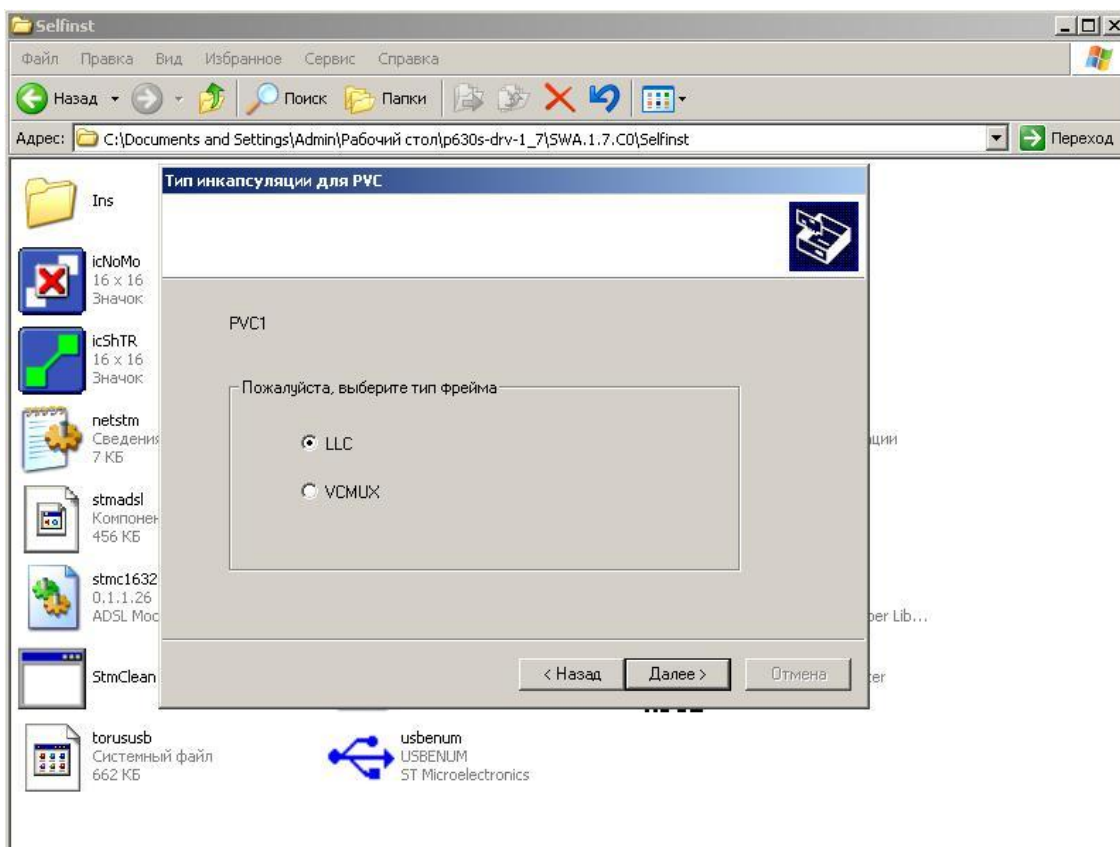 Selfinst
Файл Правка Вид Избранное Сервис Справка
Назад Поиск Папки
Адрес: C:\Documents and Settings\Admin\Рабочий стол\p630s-drv-1_7\SWA.1.7.C0\Selfinst Переход
Ins
icNoMo
16 x 16
Значок
icShTR
16 x 16
Значок
netstm
Сведения
7 КБ
stmadsl
Компонен
456 КБ
stmc1632
0.1.1.26
ADSL Moc
StmClean
torususb
Системный файл
662 КБ
usbenum
USBENUM
ST Microelectronics
Тип инкапсуляции для PVC
PVC1
Пожалуйста, выберите тип фрейма
LLC
VCMUX
< Назад Далее > Отмена
ции
per Lib...